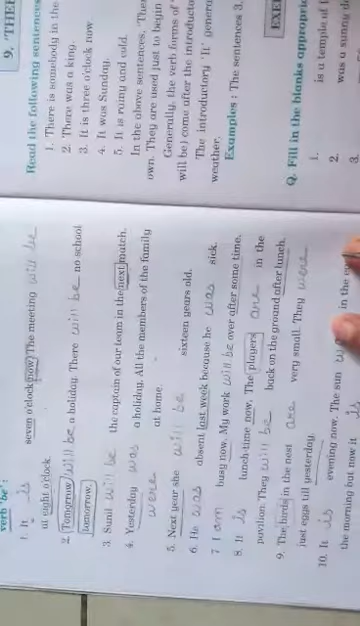 verb 'be' :
1. It is seven o'clock now. The meeting will be
at eight o'clock
2. Tomorrow will be a holiday. There will be no school
tomorrow.
3. Sunil will be the captain of our team in the next match.
4. Yesterday was a holiday. All the members of the family
were at home.
5. Next year she will be sixteen years old.
6. He was absent last week because he was sick.
7. I am busy now. My work will be over after some time.
8. It is lunch-time now. The players are in the
pavilion. They will be back on the ground after lunch.
9. The birds in the nest are very small. They were
just eggs till yesterday.
10. It is evening now. The sun in the
the morning but now it is
9. 'THERE
Read the following sentences
1. There is somebody in the
2. There was a king.
3. It is three o'clock now
4. It was Sunday.
5. It is rainy and cold.
In the above sentences, 'Ther
own. They are used just to begin
Generally, the verb forms of '
will be) come after the introducto
The introductory 'It' genera
weather.
Examples : The sentences 3,
EXE
Q. Fill in the blanks appropri
1. is a temple of
2. was a sunny d
3.